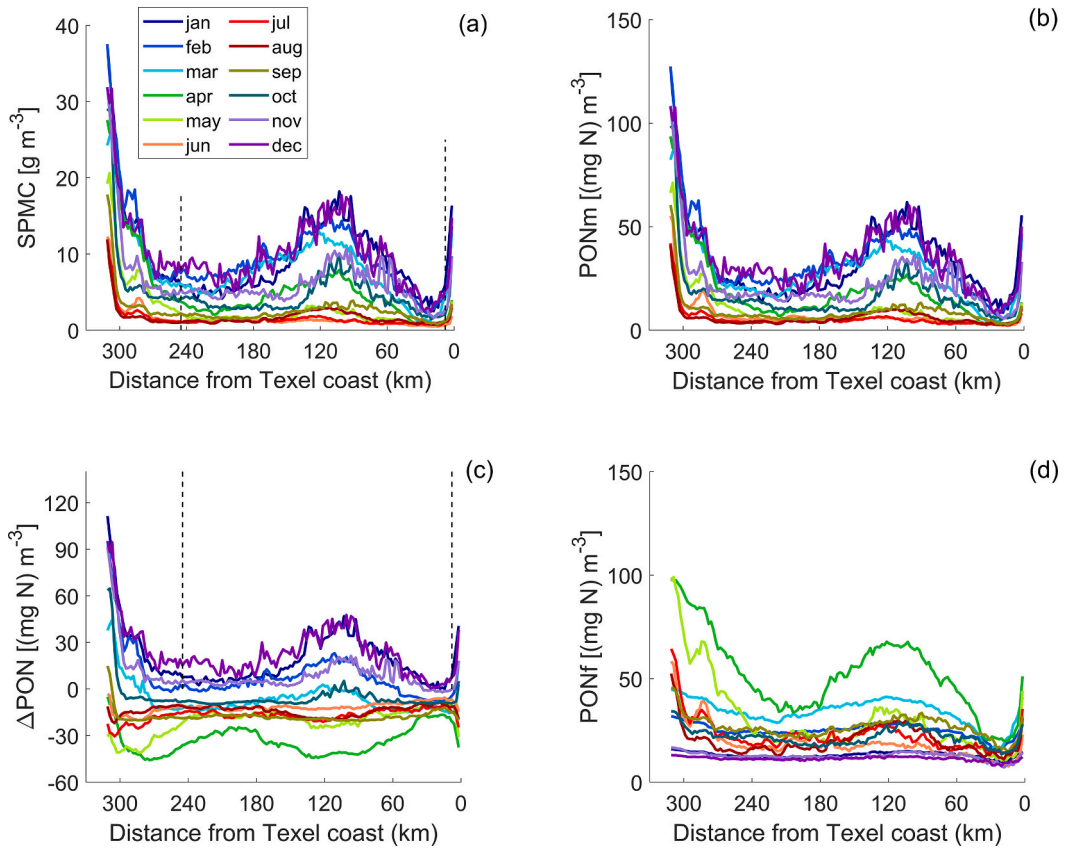 (a)
40
30
20
10
0
SPMC [g m-3]
jan
feb
mar
apr
may
jun
jul
aug
sep
oct
nov
dec
300 240 180 120 60 0
Distance from Texel coast (km)
(b)
150
100
50
0
PONm [(mg N) m-3]
300 240 180 120 60 0
Distance from Texel coast (km)
(c)
120
90
60
30
0
-30
-60
ΔPON [(mg N) m-3]
300 240 180 120 60 0
Distance from Texel coast (km)
(d)
150
100
50
0
PONf [(mg N) m-3]
300 240 180 120 60 0
Distance from Texel coast (km)